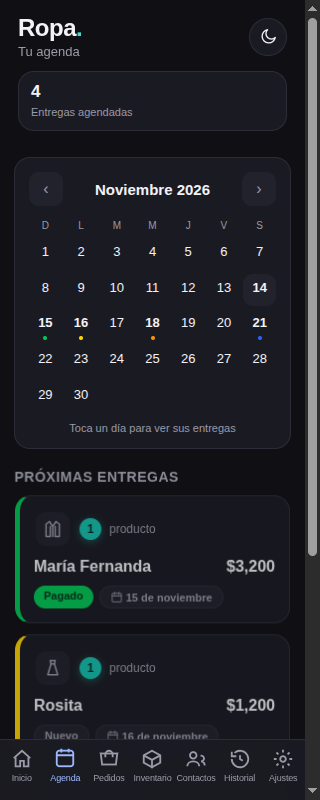 Ropa.
Tu agenda
4
Entregas agendadas
‹ Noviembre 2026 ›
D L M M J V S
1 2 3 4 5 6 7
8 9 10 11 12 13 14
15 16 17 18 19 20 21
22 23 24 25 26 27 28
29 30
Toca un día para ver sus entregas
PRÓXIMAS ENTREGAS
1 producto
María Fernanda $3,200
Pagado 15 de noviembre
1 producto
Rosita $1,200
Nuevo 16 de noviembre
Inicio Agenda Pedidos Inventario Contactos Historial Ajustes